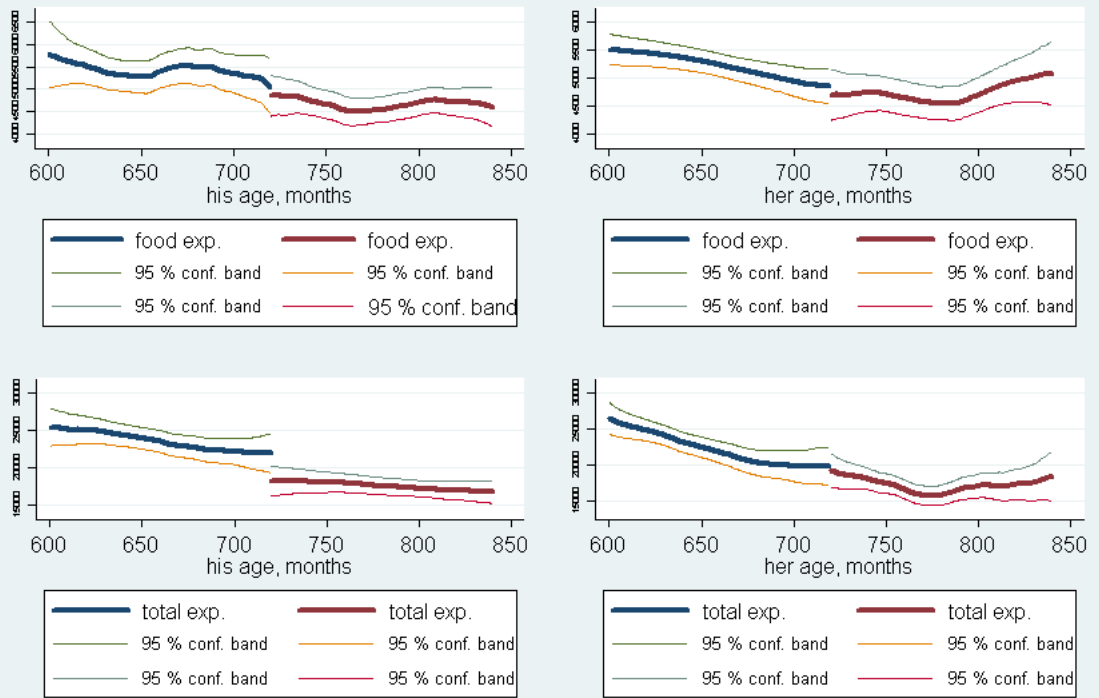 600 650 700 750 800 850
his age, months
food exp. food exp.
95 % conf. band 95 % conf. band
95 % conf. band 95 % conf. band
600 650 700 750 800 850
her age, months
food exp. food exp.
95 % conf. band 95 % conf. band
95 % conf. band 95 % conf. band
600 650 700 750 800 850
his age, months
total exp. total exp.
95 % conf. band 95 % conf. band
95 % conf. band 95 % conf. band
600 650 700 750 800 850
her age, months
total exp. total exp.
95 % conf. band 95 % conf. band
95 % conf. band 95 % conf. band